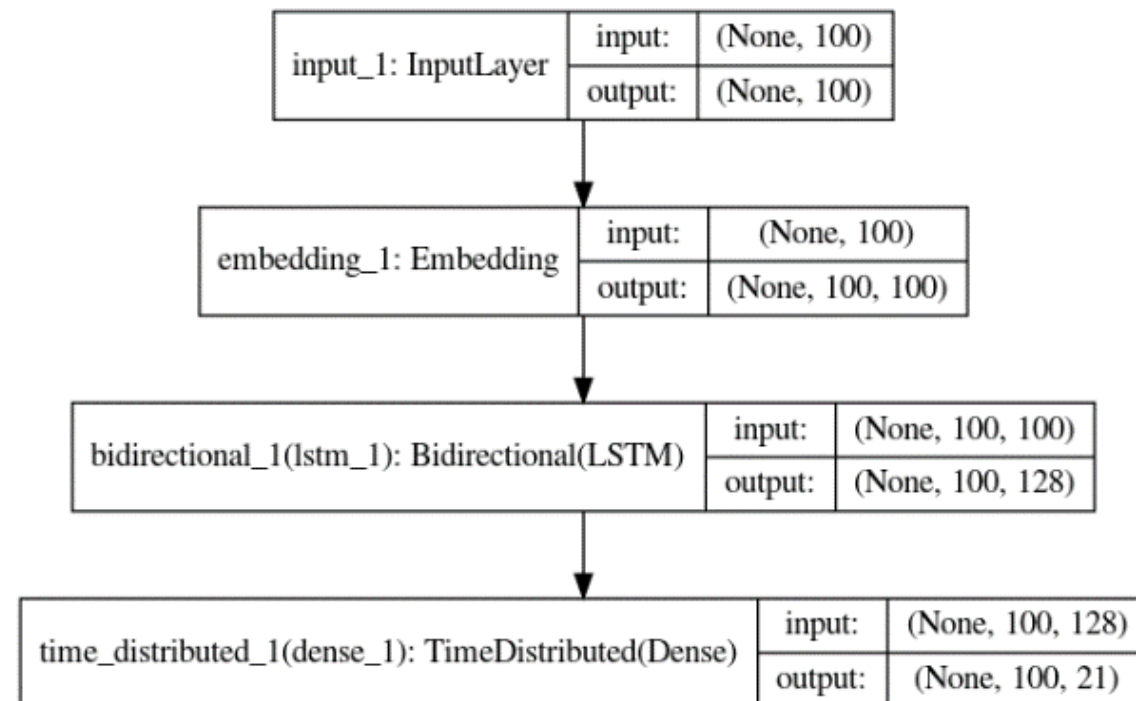 input_1: InputLayer
input: (None, 100)
output: (None, 100)
embedding_1: Embedding
input: (None, 100)
output: (None, 100, 100)
bidirectional_1(lstm_1): Bidirectional(LSTM)
input: (None, 100, 100)
output: (None, 100, 128)
time_distributed_1(dense_1): TimeDistributed(Dense)
input: (None, 100, 128)
output: (None, 100, 21)